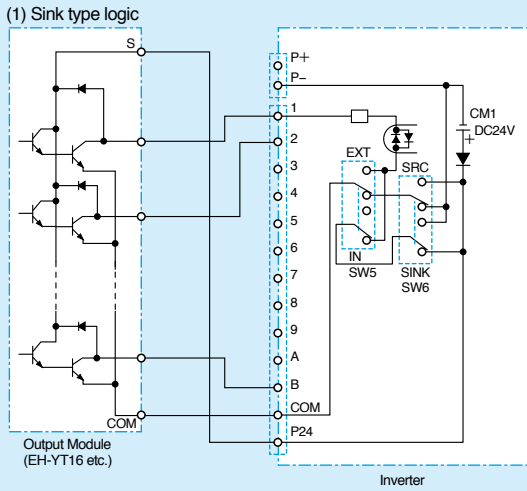 (1) Sink type logic
S
COM
Output Module
(EH-YT16 etc.)
P+
P−
1
2
3
4
5
6
7
8
9
A
B
COM
P24
EXT
IN
SW5
SRC
SINK
SW6
CM1
DC24V
+
Inverter